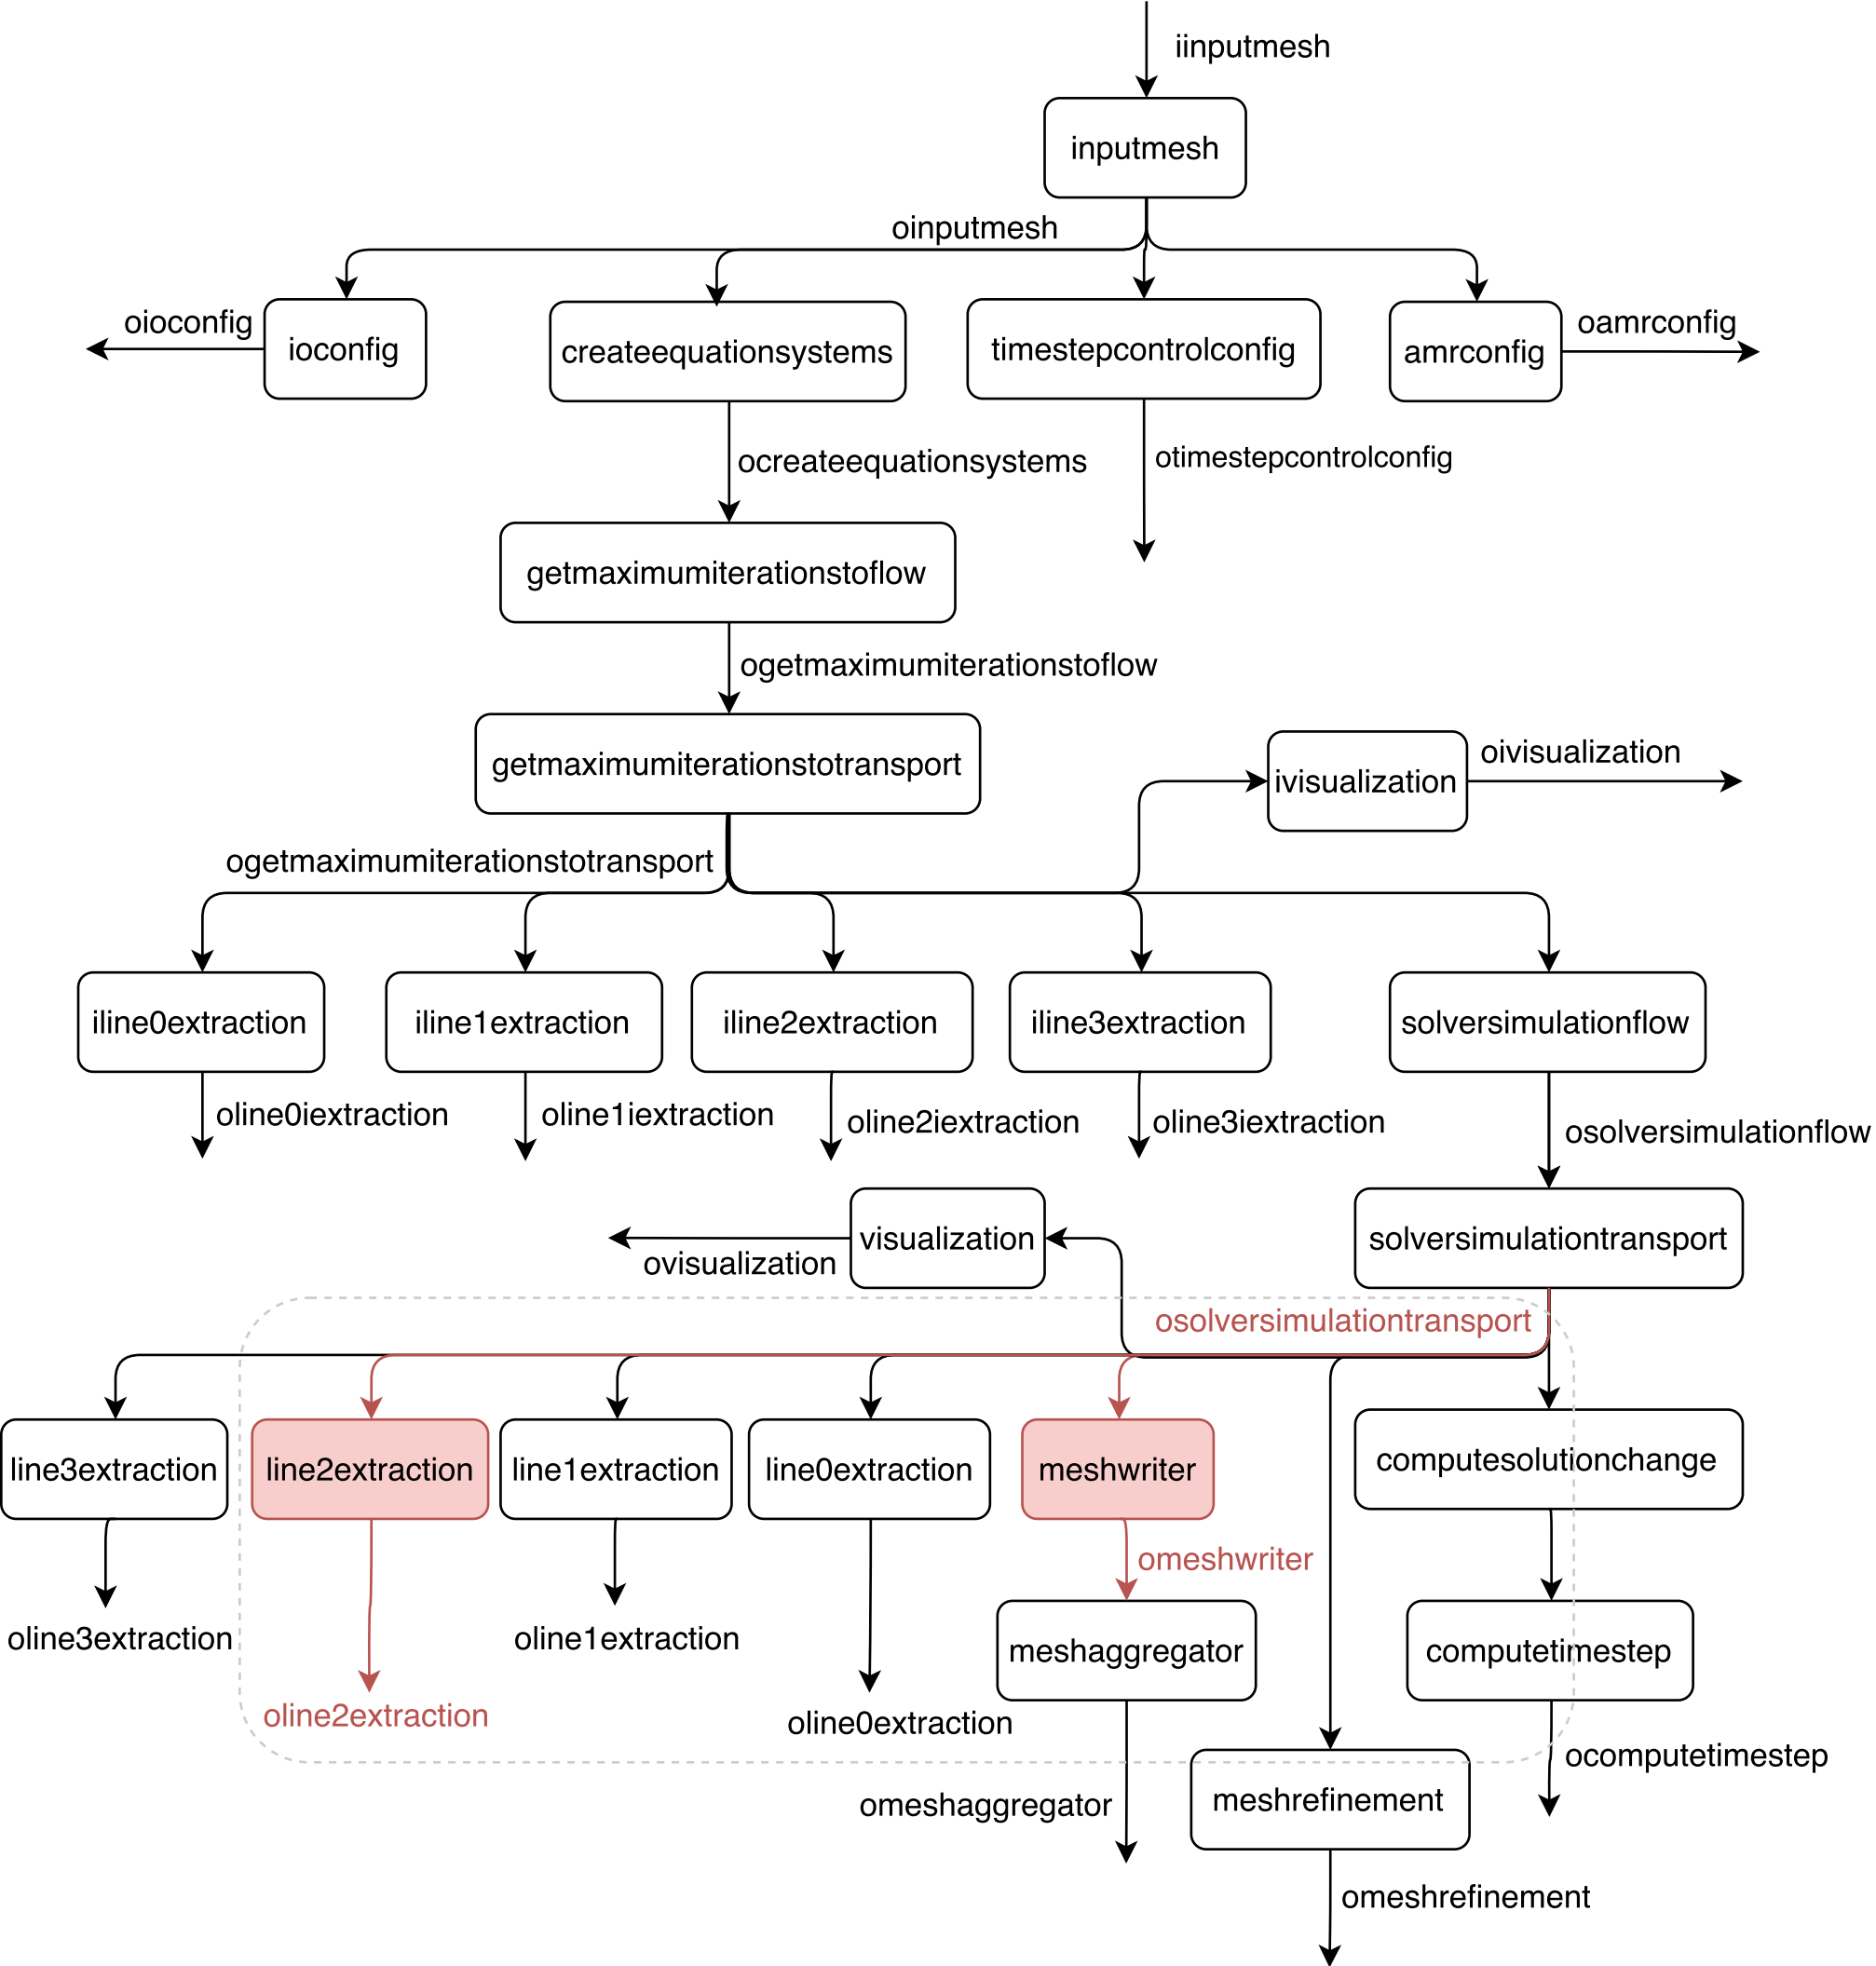 iinputmesh
inputmesh
oinputmesh
oioconfig
ioconfig
createequationsystems
timestepcontrolconfig
amrconfig
oamrconfig
ocreateequationsystems
otimestepcontrolconfig
getmaximumiterationstoflow
ogetmaximumiterationstoflow
getmaximumiterationstotransport
ivisualization
oivisualization
ogetmaximumiterationstotransport
iline0extraction
iline1extraction
iline2extraction
iline3extraction
solversimulationflow
oline0iextraction
oline1iextraction
oline2iextraction
oline3iextraction
osolversimulationflow
visualization
solversimulationtransport
ovisualization
osolversimulationtransport
line3extraction
line2extraction
line1extraction
line0extraction
meshwriter
computesolutionchange
omeshwriter
oline3extraction
oline1extraction
meshaggregator
computetimestep
oline2extraction
oline0extraction
ocomputetimestep
omeshaggregator
meshrefinement
omeshrefinement